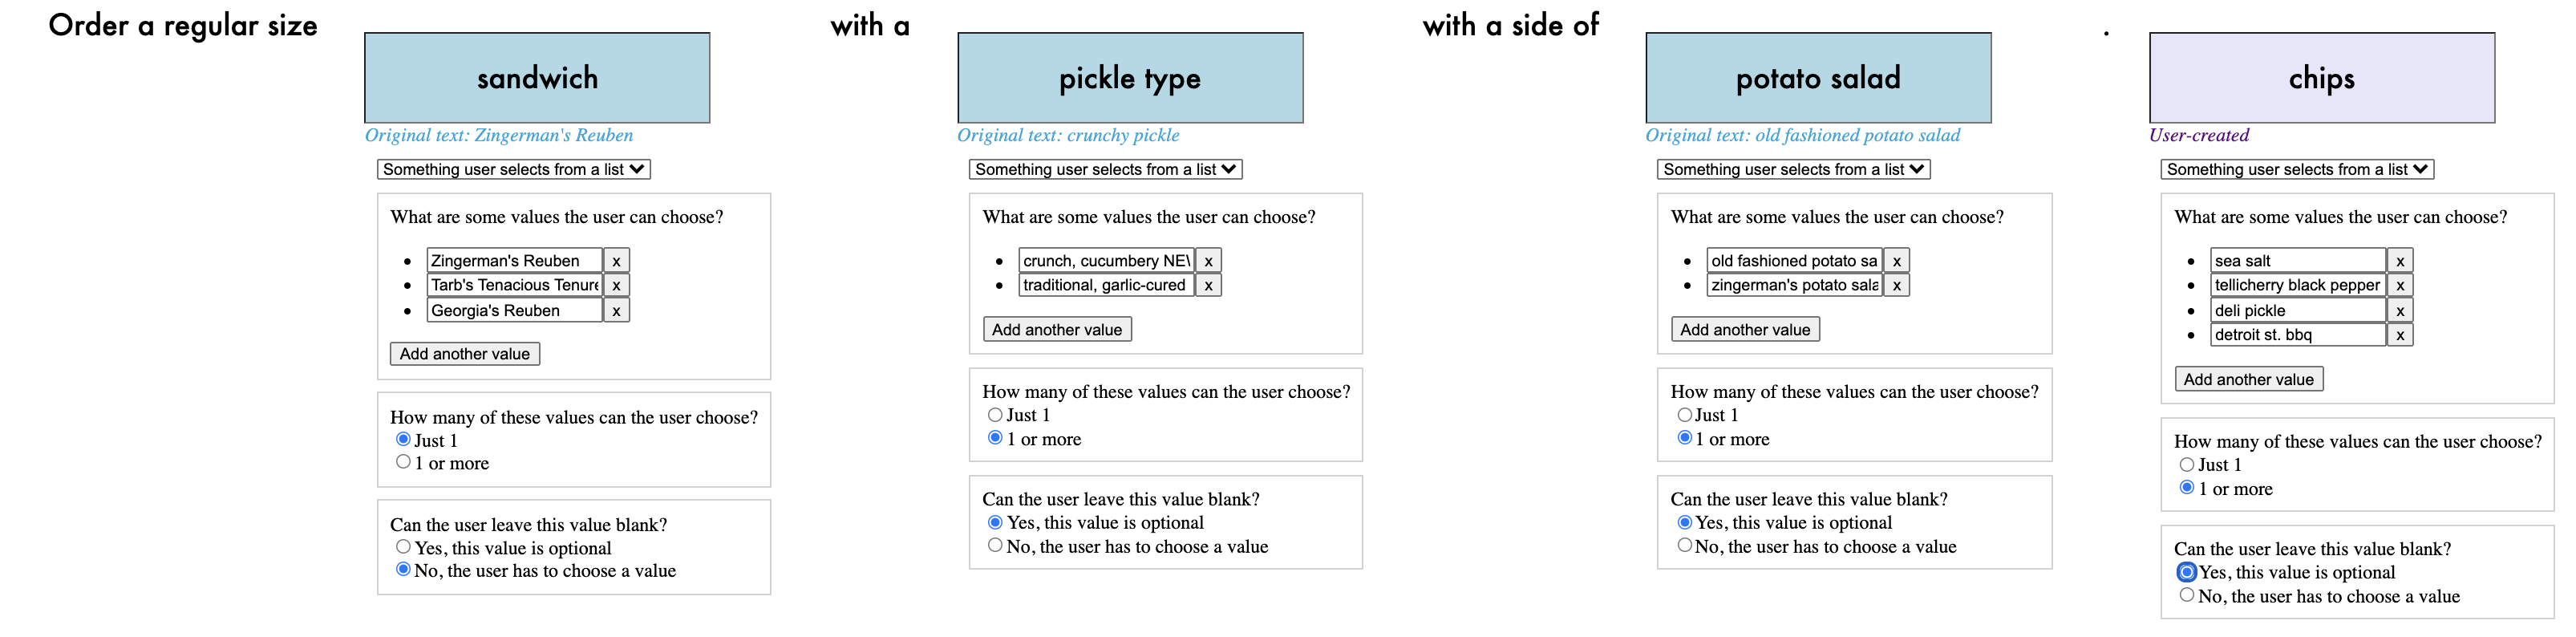 Order a regular size
sandwich
Original text: Zingerman's Reuben
Something user selects from a list
What are some values the user can choose?
Zingerman's Reuben x
Tarb's Tenacious Tenure x
Georgia's Reuben x
Add another value
How many of these values can the user choose?
Just 1
1 or more
Can the user leave this value blank?
Yes, this value is optional
No, the user has to choose a value
with a
pickle type
Original text: crunchy pickle
Something user selects from a list
What are some values the user can choose?
crunch, cucumbery x
traditional, garlic-cured x
Add another value
How many of these values can the user choose?
Just 1
1 or more
Can the user leave this value blank?
Yes, this value is optional
No, the user has to choose a value
with a side of
potato salad
Original text: old fashioned potato salad
Something user selects from a list
What are some values the user can choose?
old fashioned potato sa x
zingerman's potato sala x
Add another value
How many of these values can the user choose?
Just 1
1 or more
Can the user leave this value blank?
Yes, this value is optional
No, the user has to choose a value
.
chips
User-created
Something user selects from a list
What are some values the user can choose?
sea salt x
tellicherry black pepper x
deli pickle x
detroit st. bbq x
Add another value
How many of these values can the user choose?
Just 1
1 or more
Can the user leave this value blank?
Yes, this value is optional
No, the user has to choose a value